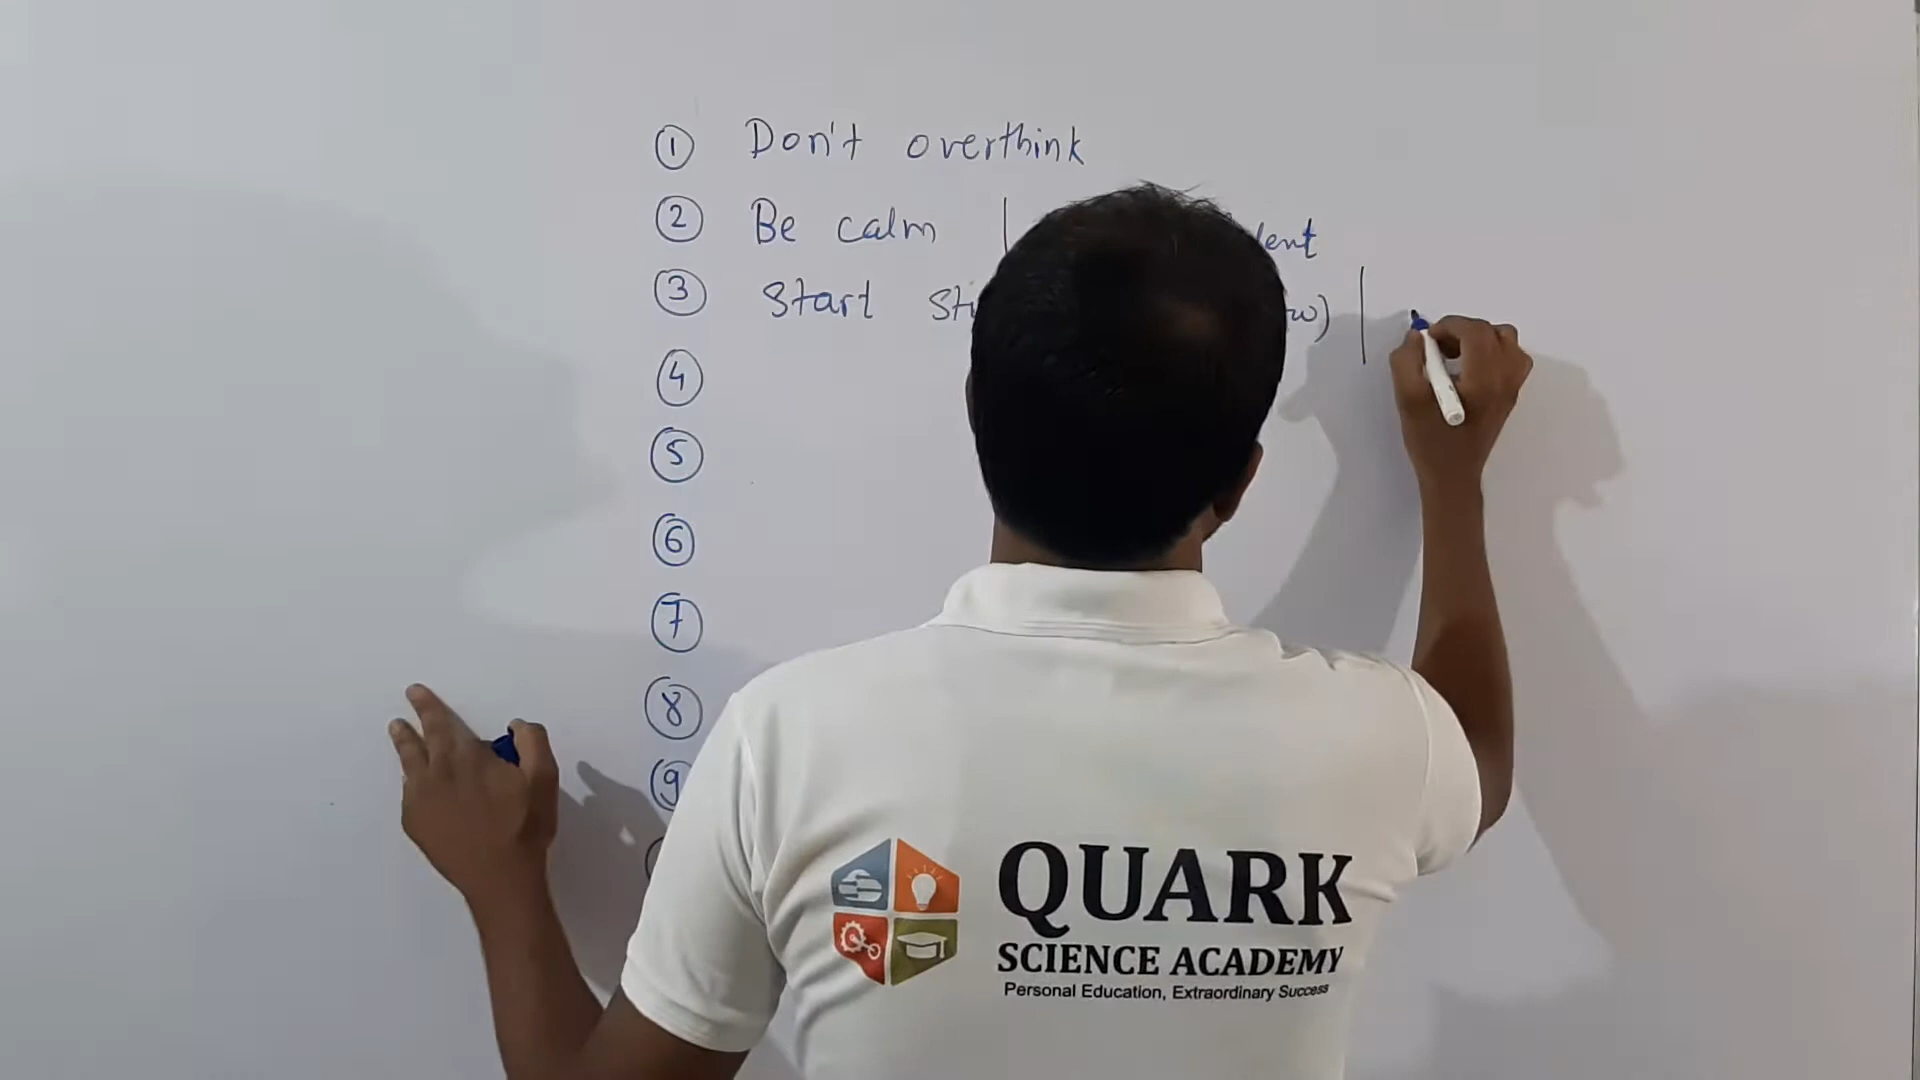 ① Don't overthink
② Be calm |
③ Start |
④
⑤
⑥
⑦
⑧
⑨
QUARK
SCIENCE ACADEMY
Personal Education, Extraordinary Success